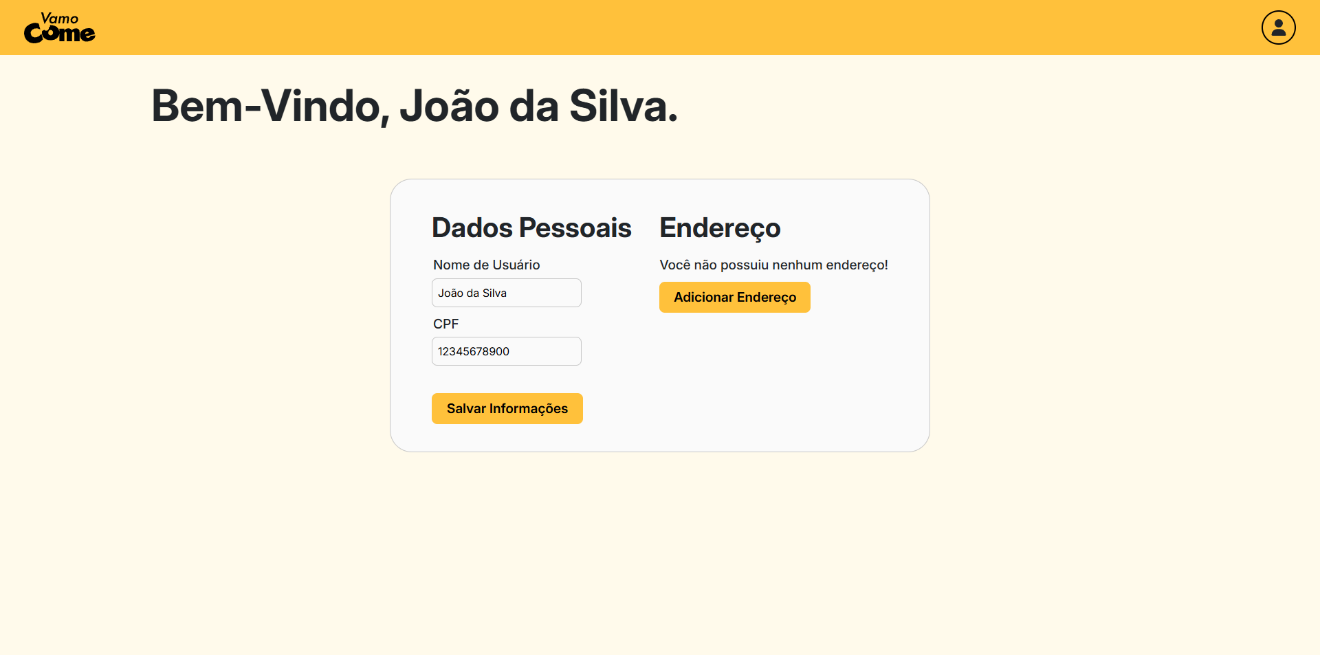 Vamo
Come
Bem-Vindo, João da Silva.
Dados Pessoais
Nome de Usuário
João da Silva
CPF
12345678900
Salvar Informações
Endereço
Você não possuiu nenhum endereço!
Adicionar Endereço